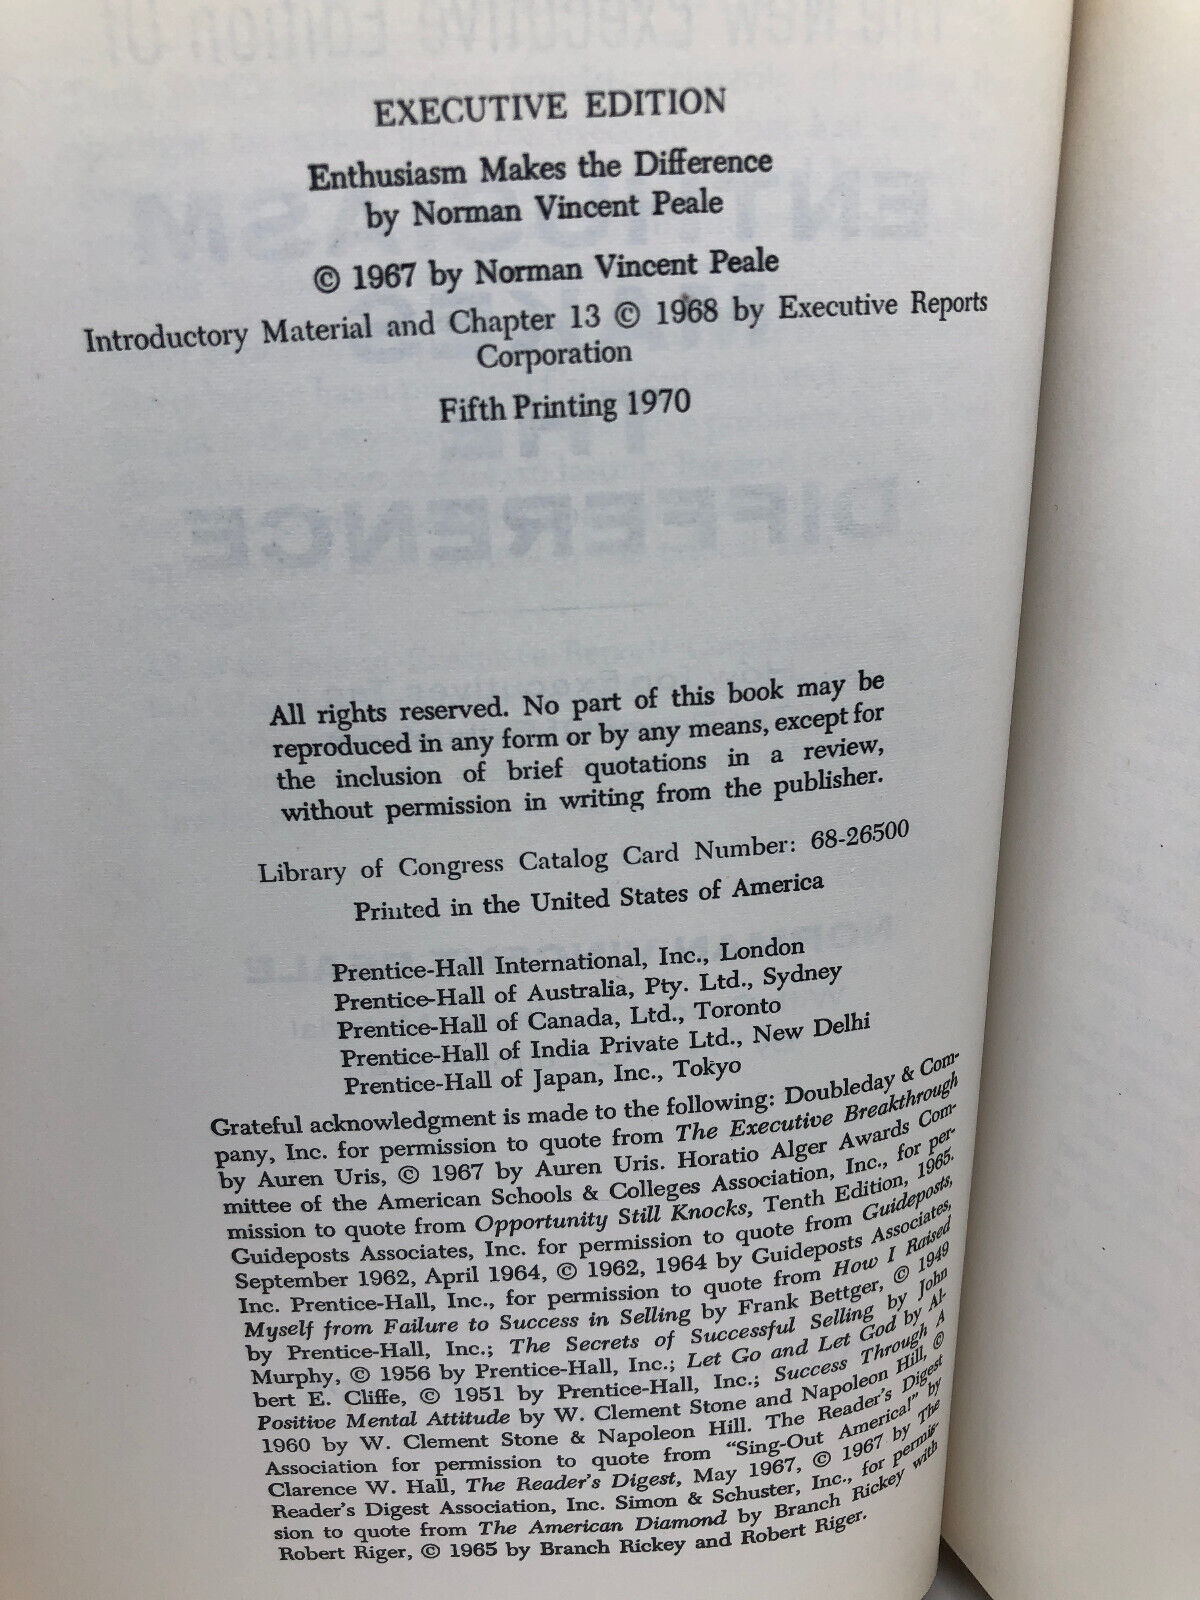 EXECUTIVE EDITION
Enthusiasm Makes the Difference
by Norman Vincent Peale
© 1967 by Norman Vincent Peale
Introductory Material and Chapter 13 © 1968 by Executive Reports
Corporation
Fifth Printing 1970
All rights reserved. No part of this book may be
reproduced in any form or by any means, except for
the inclusion of brief quotations in a review,
without permission in writing from the publisher.
Library of Congress Catalog Card Number: 68-26500
Printed in the United States of America
Prentice-Hall International, Inc., London
Prentice-Hall of Australia, Pty. Ltd., Sydney
Prentice-Hall of Canada, Ltd., Toronto
Prentice-Hall of India Private Ltd., New Delhi
Prentice-Hall of Japan, Inc., Tokyo
Grateful acknowledgment is made to the following: Doubleday & Com-
pany, Inc. for permission to quote from The Executive Breakthrough
by Auren Uris, © 1967 by Auren Uris. Horatio Alger Awards Com-
mittee of the American Schools & Colleges Association, Inc., for per-
mission to quote from Opportunity Still Knocks, Tenth Edition, 1965.
Guideposts Associates, Inc. for permission to quote from Guideposts,
September 1962, April 1964, © 1962, 1964 by Guideposts Associates,
Inc. Prentice-Hall, Inc., for permission to quote from How I Raised
Myself from Failure to Success in Selling by Frank Bettger, © 1949
by Prentice-Hall, Inc.; The Secrets of Successful Selling by John
Murphy, © 1956 by Prentice-Hall, Inc.; Let Go and Let God by Al-
bert E. Cliffe, © 1951 by Prentice-Hall, Inc.; Success Through A
Positive Mental Attitude by W. Clement Stone and Napoleon Hill, ©
1960 by W. Clement Stone & Napoleon Hill. The Reader's Digest
Association for permission to quote from "Sing-Out America!" by
Clarence W. Hall, The Reader's Digest, May 1967, © 1967 by The
Reader's Digest Association, Inc. Simon & Schuster, Inc., for permis-
sion to quote from The American Diamond by Branch Rickey with
Robert Riger, © 1965 by Branch Rickey and Robert Riger.